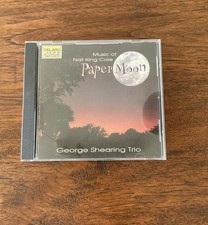 Music of
Nat King Cole
Paper Moon
George Shearing Trio